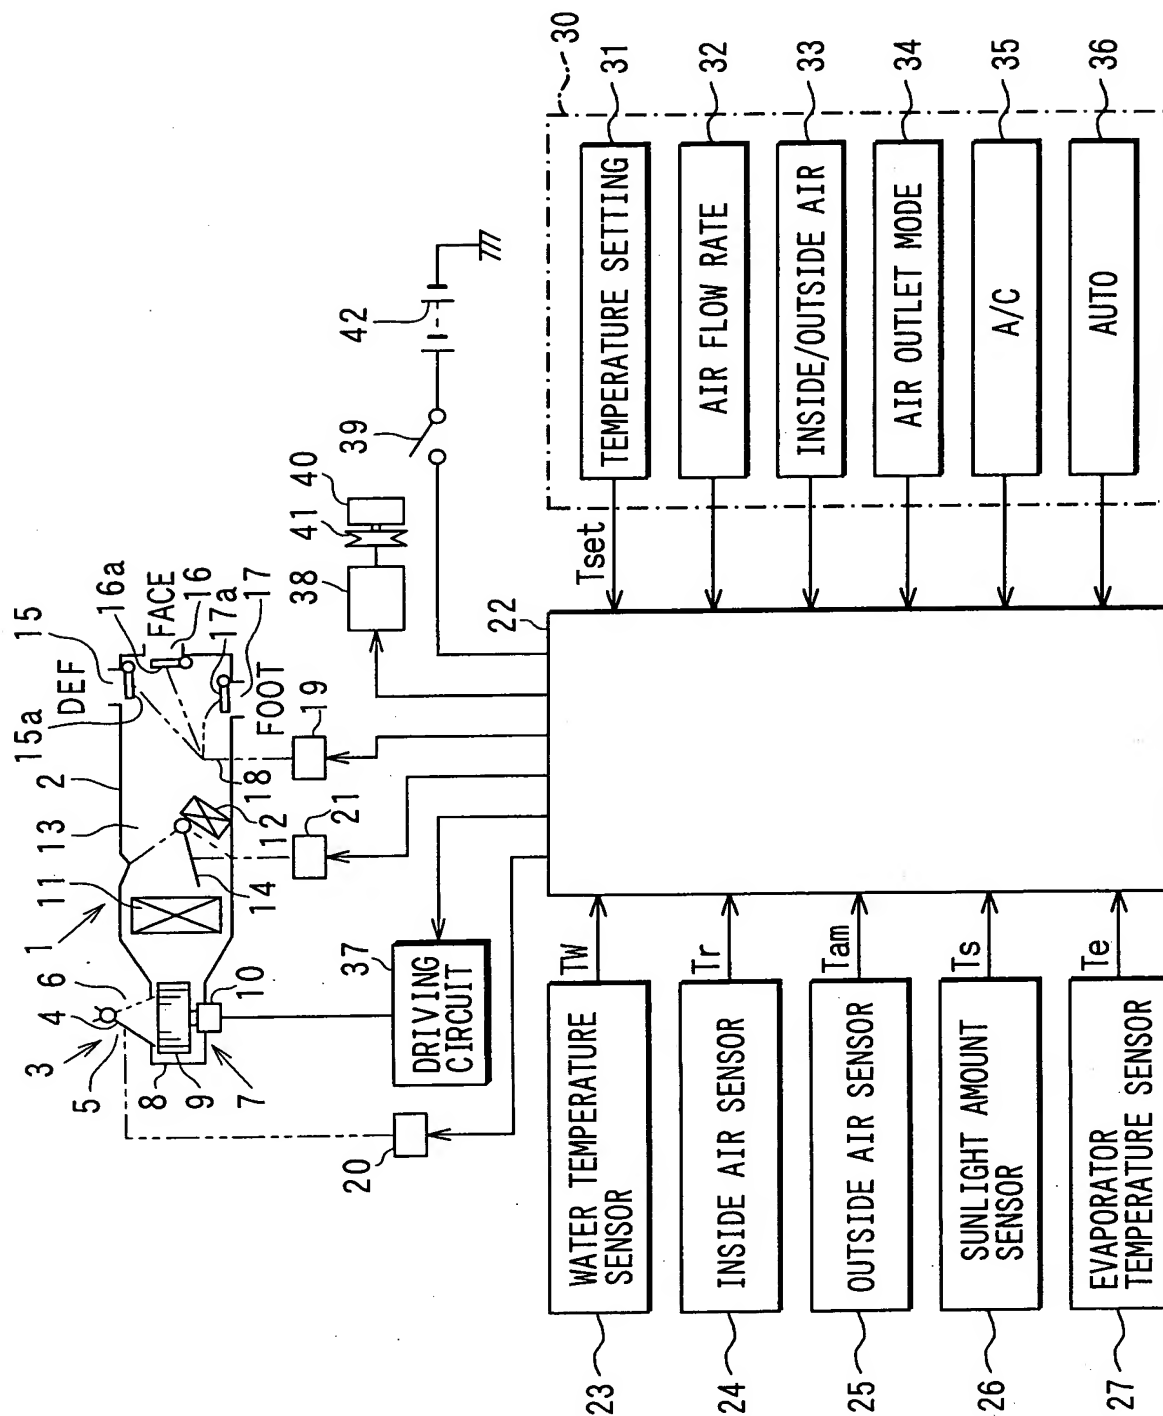 1
2
3
4
5
6
7
8
9
10
11
12
13
14
15
DEF
15a
16a
FACE
16
17a
17
FOOT
18
19
20
21
37
DRIVING
CIRCUIT
38
41
40
39
42
22
TW
WATER TEMPERATURE
SENSOR
23
Tr
INSIDE AIR SENSOR
24
Tam
OUTSIDE AIR SENSOR
25
Ts
SUNLIGHT AMOUNT
SENSOR
26
Te
EVAPORATOR
TEMPERATURE SENSOR
27
30
Tset
TEMPERATURE SETTING
31
AIR FLOW RATE
32
INSIDE/OUTSIDE AIR
33
AIR OUTLET MODE
34
A/C
35
AUTO
36